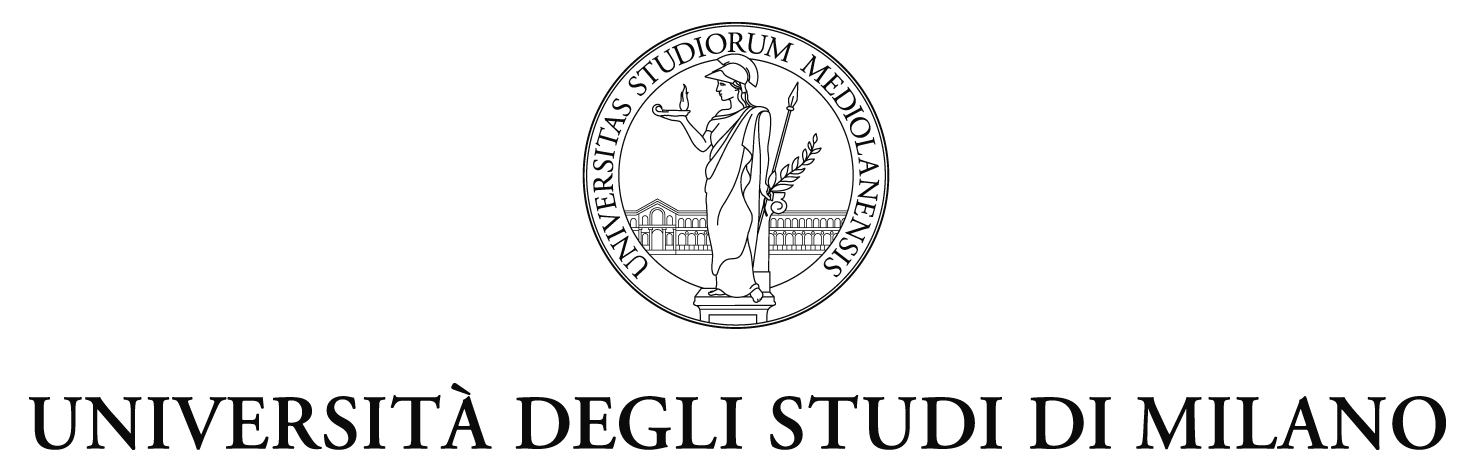 UNIVERSITAS STUDIORUM MEDIOLANENSIS
UNIVERSITÀ DEGLI STUDI DI MILANO